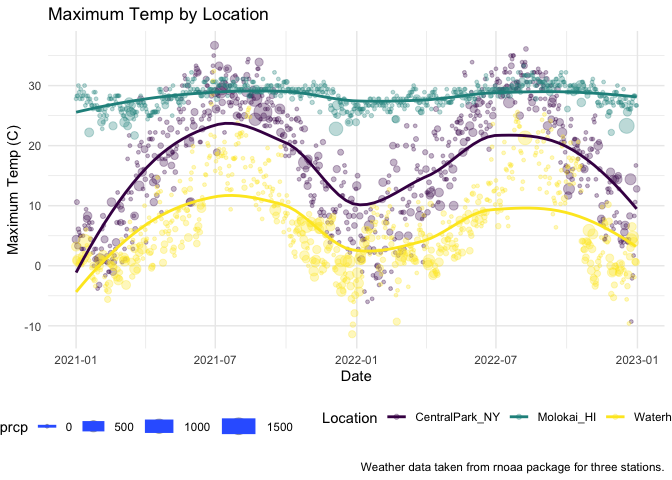 Maximum Temp by Location
Maximum Temp (C)
30
20
10
0
-10
2021-01 2021-07 2022-01 2022-07 2023-01
Date
prcp 0 500 1000 1500 Location CentralPark_NY Molokai_HI Waterh
Weather data taken from rnoaa package for three stations.